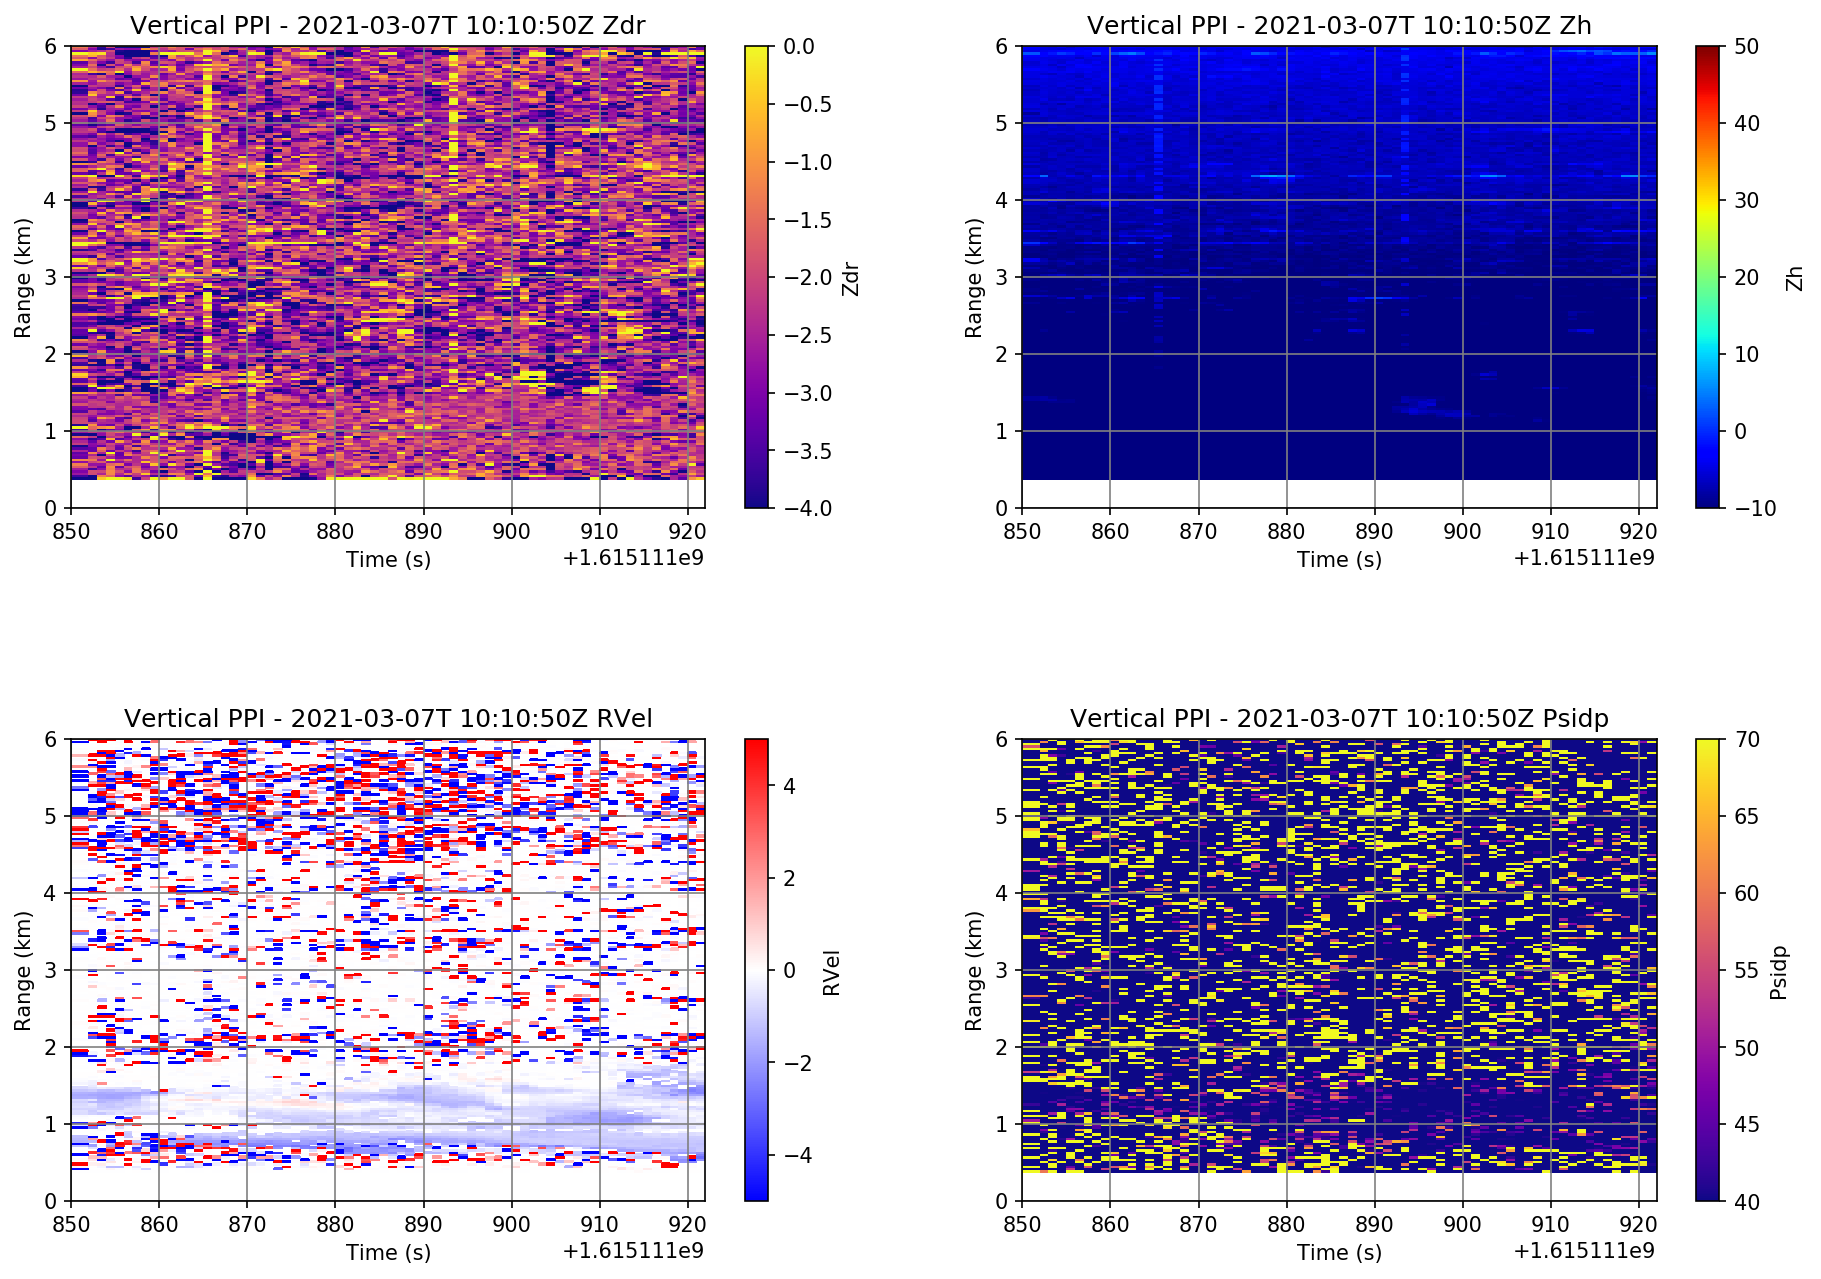 Vertical PPI - 2021-03-07T 10:10:50Z Zdr
6
5
4
3
2
1
0
Range (km)
850 860 870 880 890 900 910 920
Time (s)
+1.615111e9
0.0
−0.5
−1.0
−1.5
−2.0
−2.5
−3.0
−3.5
−4.0
Zdr
Vertical PPI - 2021-03-07T 10:10:50Z Zh
6
5
4
3
2
1
0
Range (km)
850 860 870 880 890 900 910 920
Time (s)
+1.615111e9
50
40
30
20
10
0
−10
Zh
Vertical PPI - 2021-03-07T 10:10:50Z RVel
6
5
4
3
2
1
0
Range (km)
850 860 870 880 890 900 910 920
Time (s)
+1.615111e9
4
2
0
−2
−4
RVel
Vertical PPI - 2021-03-07T 10:10:50Z Psidp
6
5
4
3
2
1
0
Range (km)
850 860 870 880 890 900 910 920
Time (s)
+1.615111e9
70
65
60
55
50
45
40
Psidp